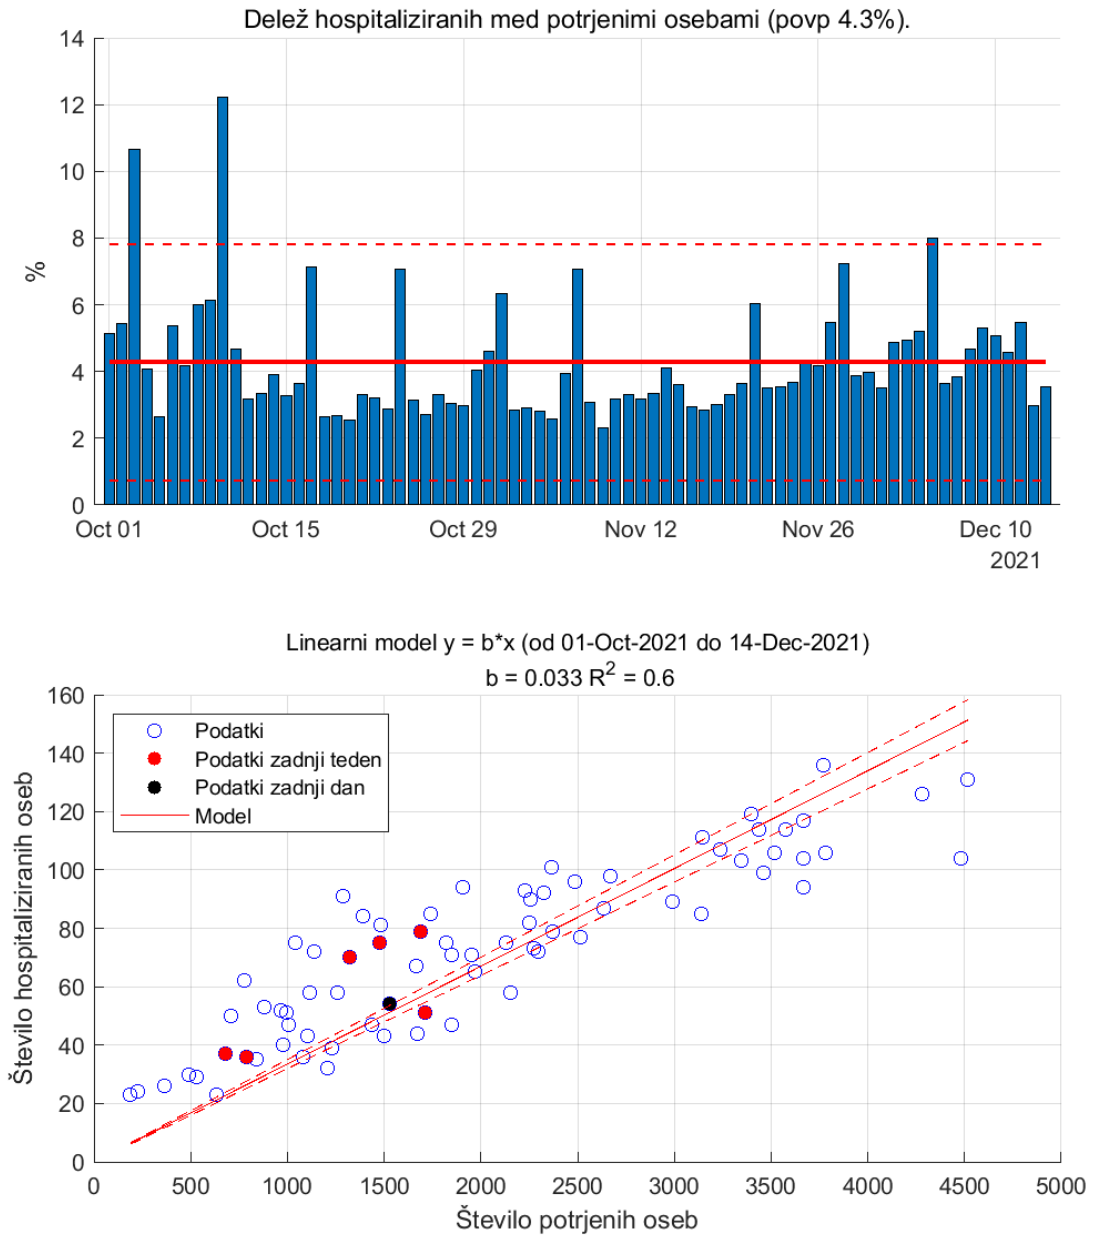 Delež hospitaliziranih med potrjenimi osebami (povp 4.3%).
14
12
10
8
6
4
2
0
%
Oct 01 Oct 15 Oct 29 Nov 12 Nov 26 Dec 10
2021
Linearni model y = b*x (od 01-Oct-2021 do 14-Dec-2021)
b = 0.033 R² = 0.6
160
140
120
100
80
60
40
20
0
Število hospitaliziranih oseb
Podatki
Podatki zadnji teden
Podatki zadnji dan
Model
0 500 1000 1500 2000 2500 3000 3500 4000 4500 5000
Število potrjenih oseb